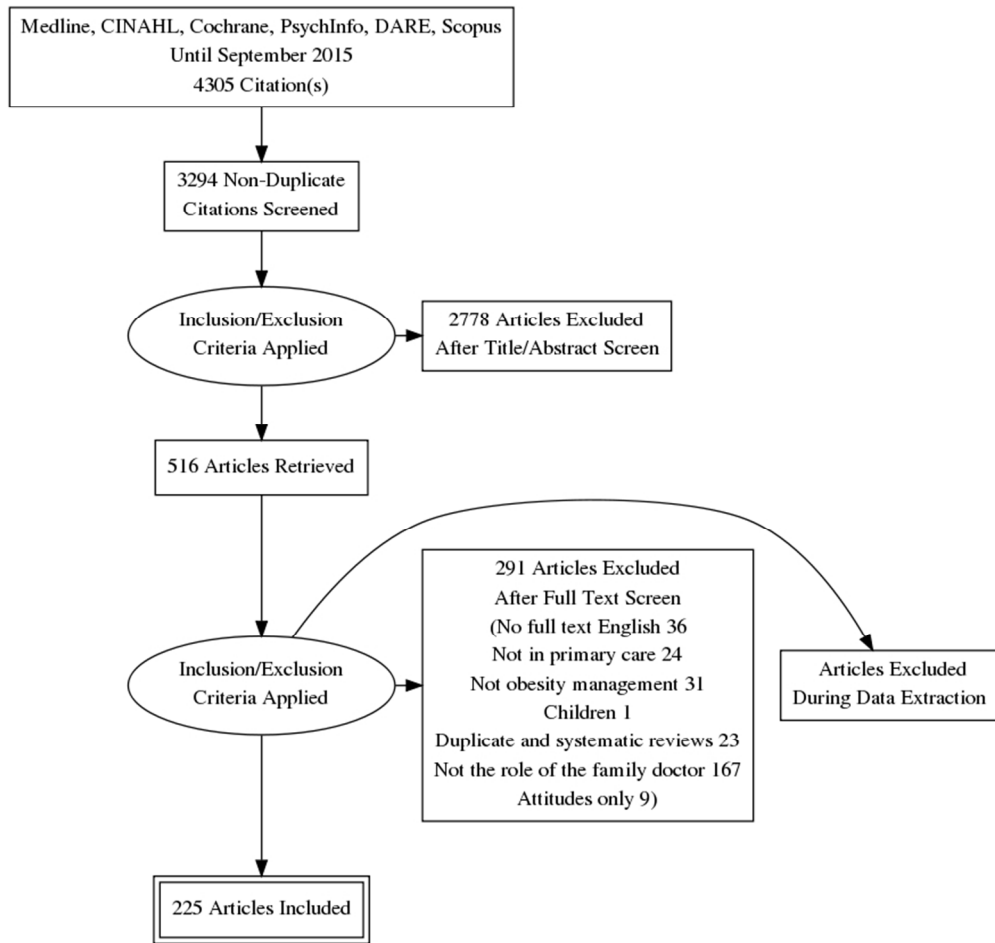 Medline, CINAHL, Cochrane, PsychInfo, DARE, Scopus
Until September 2015
4305 Citation(s)
3294 Non-Duplicate
Citations Screened
Inclusion/Exclusion
Criteria Applied
2778 Articles Excluded
After Title/Abstract Screen
516 Articles Retrieved
291 Articles Excluded
After Full Text Screen
(No full text English 36
Not in primary care 24
Not obesity management 31
Children 1
Duplicate and systematic reviews 23
Not the role of the family doctor 167
Attitudes only 9)
Inclusion/Exclusion
Criteria Applied
Articles Excluded
During Data Extraction
225 Articles Included